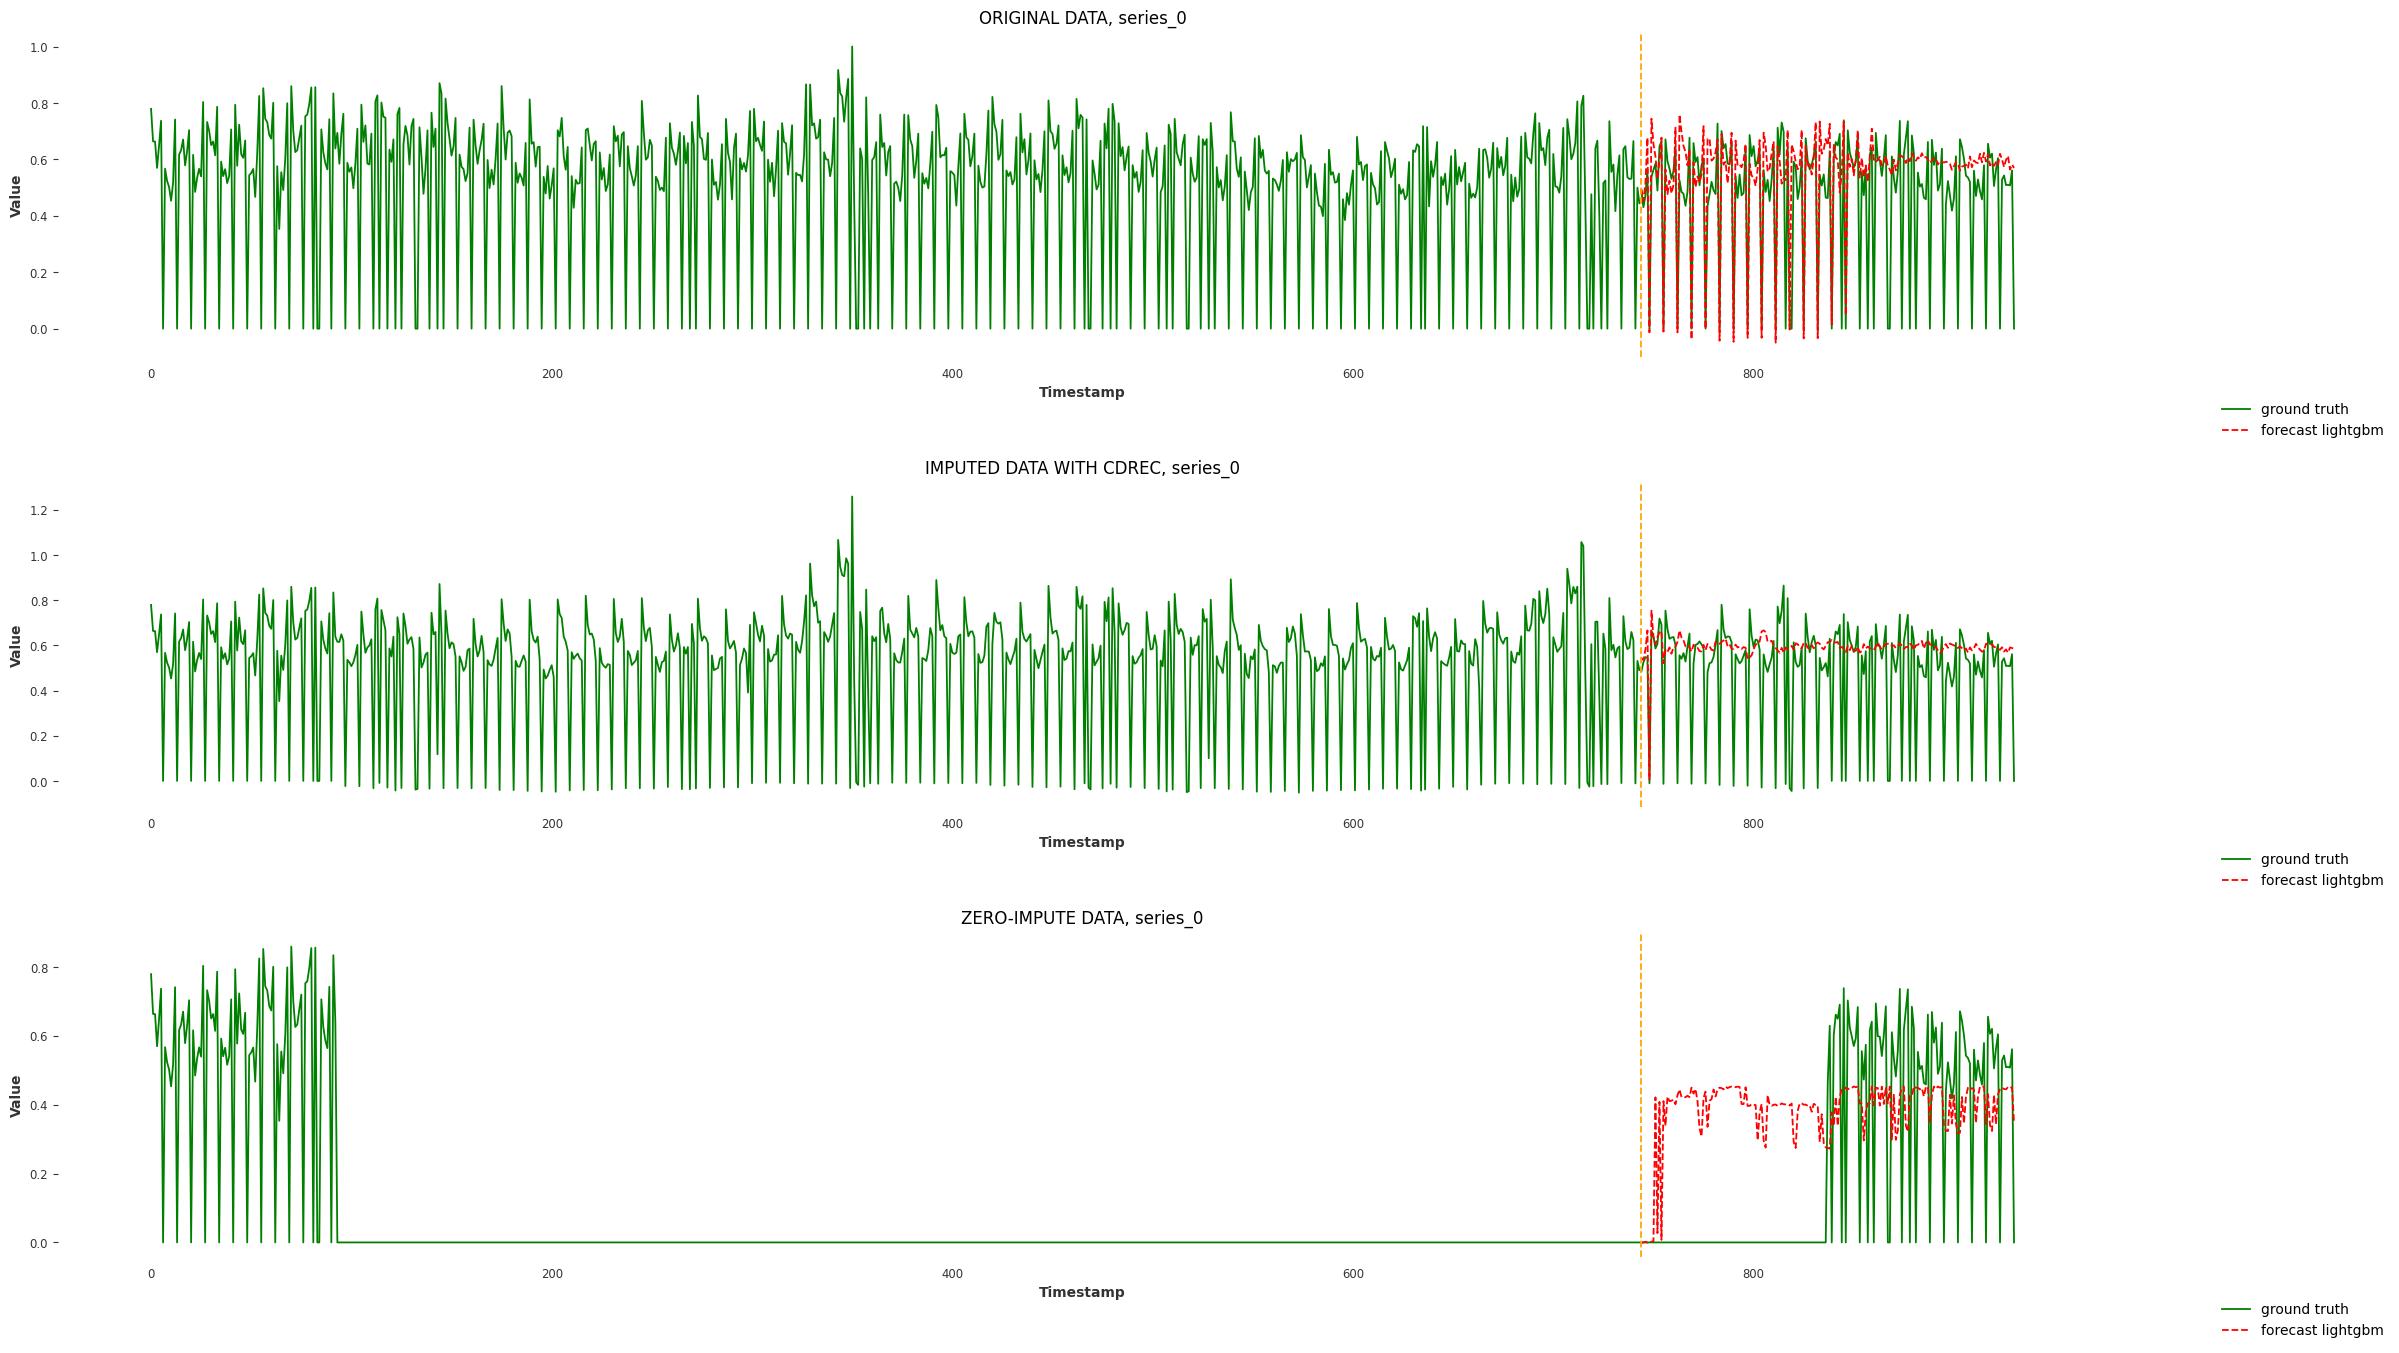 ORIGINAL DATA, series_0
1.0
0.8
0.6
0.4
0.2
0.0
Value
0 200 400 600 800
Timestamp
ground truth
forecast lightgbm
IMPUTED DATA WITH CDREC, series_0
1.2
1.0
0.8
0.6
0.4
0.2
0.0
Value
0 200 400 600 800
Timestamp
ground truth
forecast lightgbm
ZERO-IMPUTE DATA, series_0
0.8
0.6
0.4
0.2
0.0
Value
0 200 400 600 800
Timestamp
ground truth
forecast lightgbm